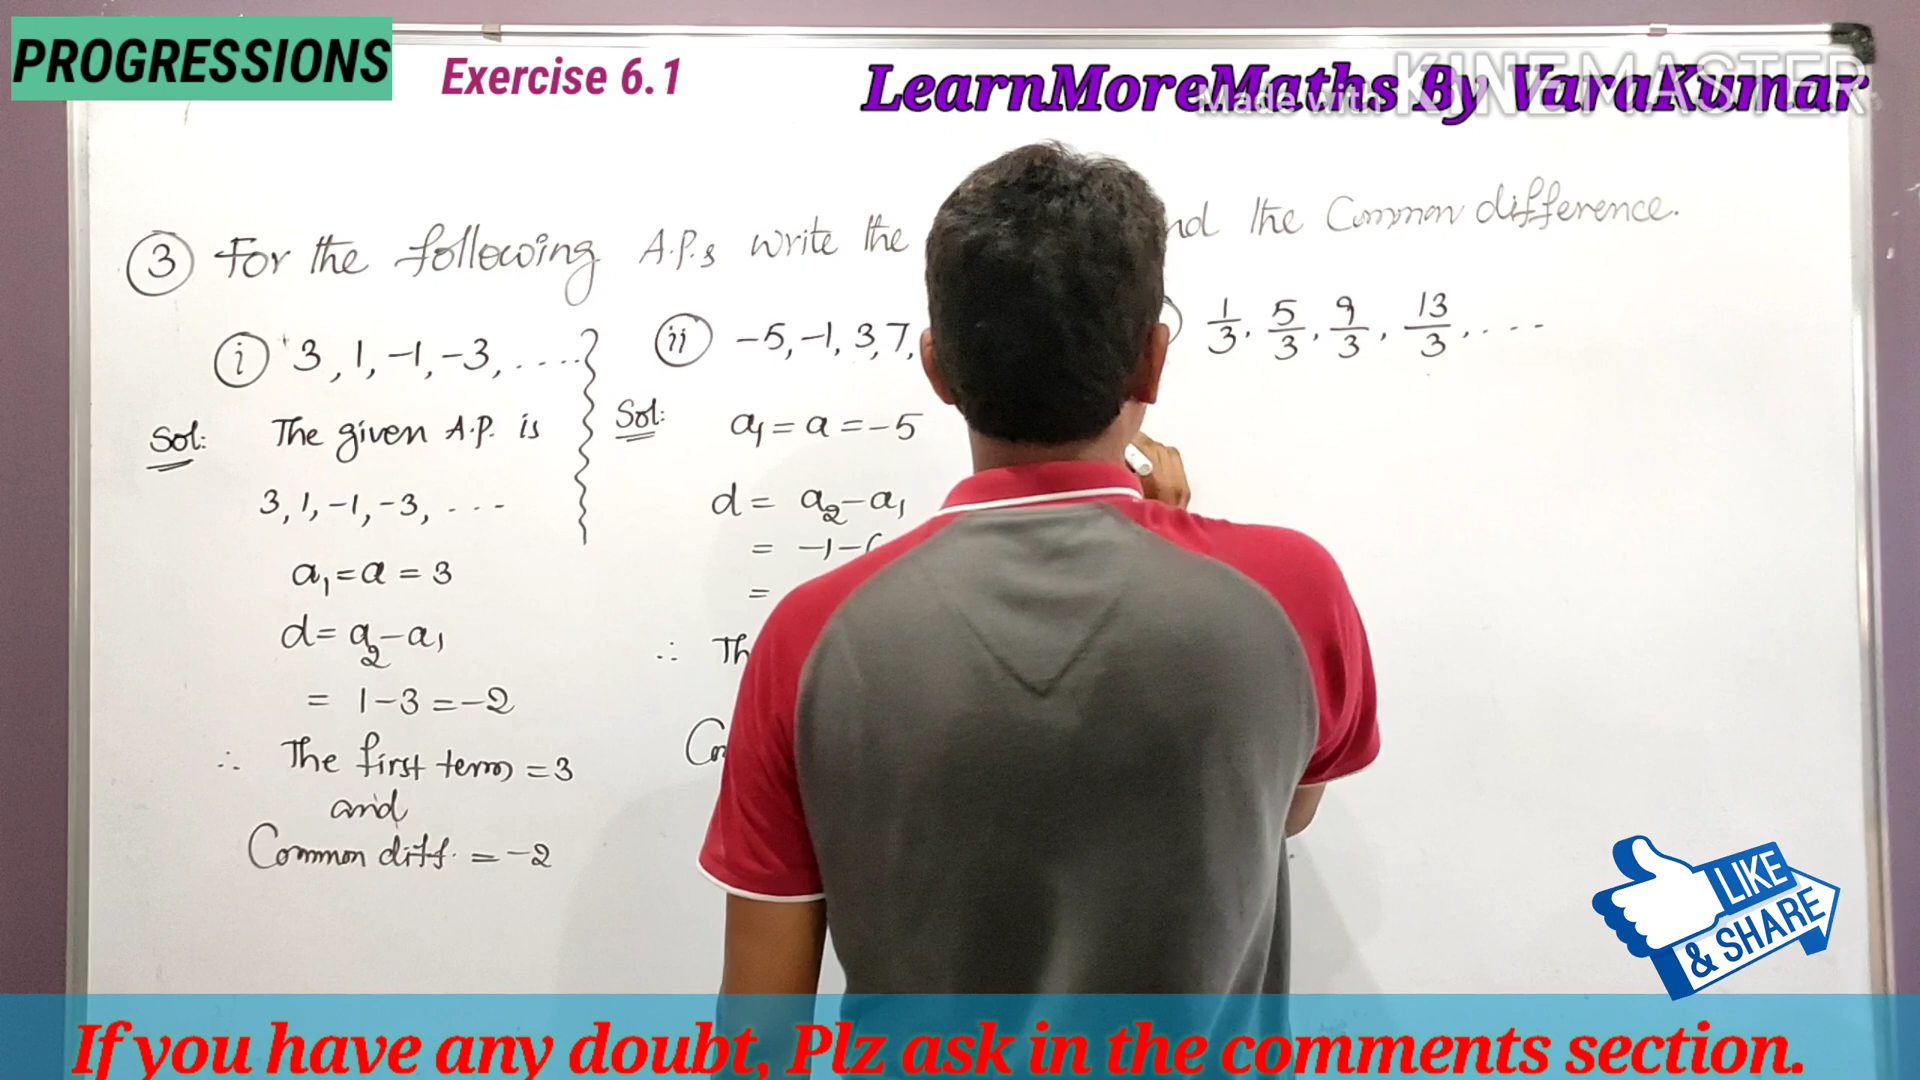 PROGRESSIONS
Exercise 6.1
LearnMoreMaths By VaraKumar
Made with KINEMASTER
③ For the following A.P.s write the nd the Common difference.
ⓘ 3, 1, -1, -3, ....
Sol: The given A.P. is
3, 1, -1, -3, ...
a₁ = a = 3
d = a₂ - a₁
= 1 - 3 = -2
∴ The first term = 3
and
Common diff. = -2
(ii) -5, -1, 3, 7,
Sol: a₁ = a = -5
d = a₂ - a₁
= -1 - (
=
∴ Th
1/3, 5/3, 9/3, 13/3, ....
LIKE
& SHARE
If you have any doubt, Plz ask in the comments section.